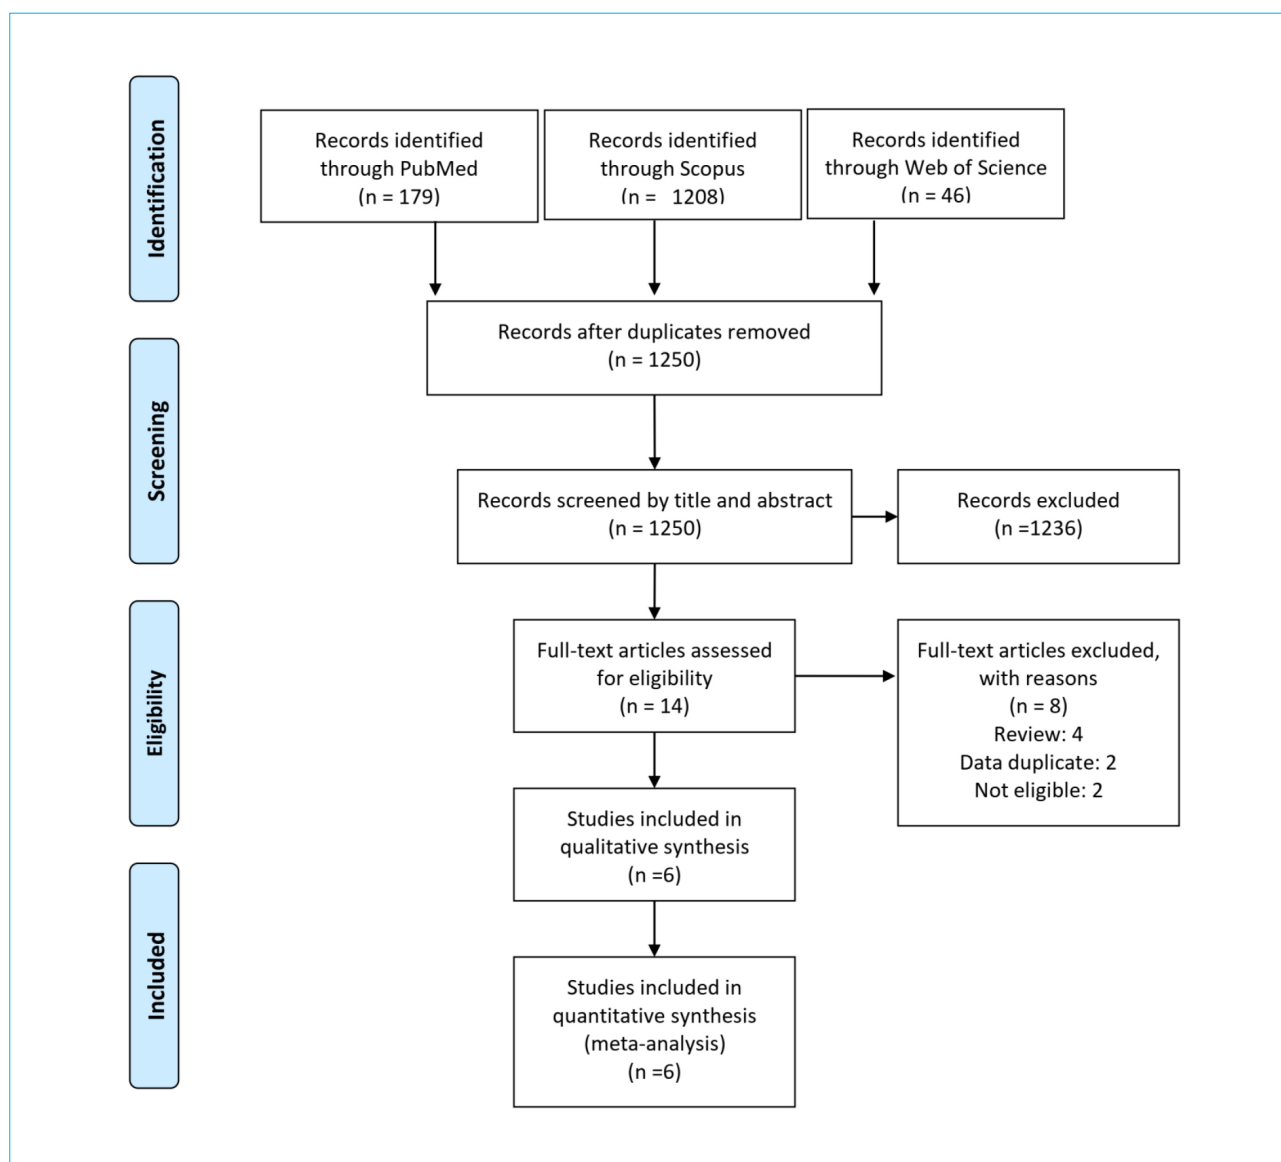 Identification
Records identified
through PubMed
(n = 179)
Records identified
through Scopus
(n = 1208)
Records identified
through Web of Science
(n = 46)
Records after duplicates removed
(n = 1250)
Screening
Records screened by title and abstract
(n = 1250)
Records excluded
(n =1236)
Eligibility
Full-text articles assessed
for eligibility
(n = 14)
Full-text articles excluded,
with reasons
(n = 8)
Review: 4
Data duplicate: 2
Not eligible: 2
Studies included in
qualitative synthesis
(n =6)
Included
Studies included in
quantitative synthesis
(meta-analysis)
(n =6)